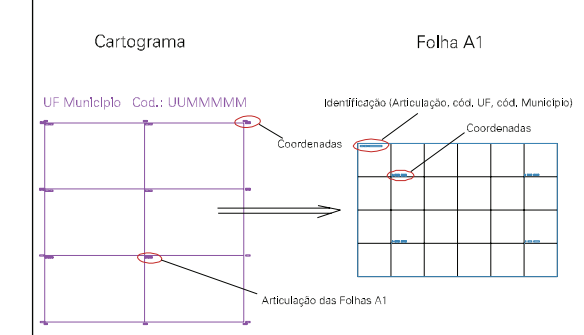 Cartograma
Folha A1
UF Município Cod.: UUMMMMM
Identificação (Articulação, cód. UF, cód. Município)
Coordenadas
Coordenadas
Articulação das Folhas A1